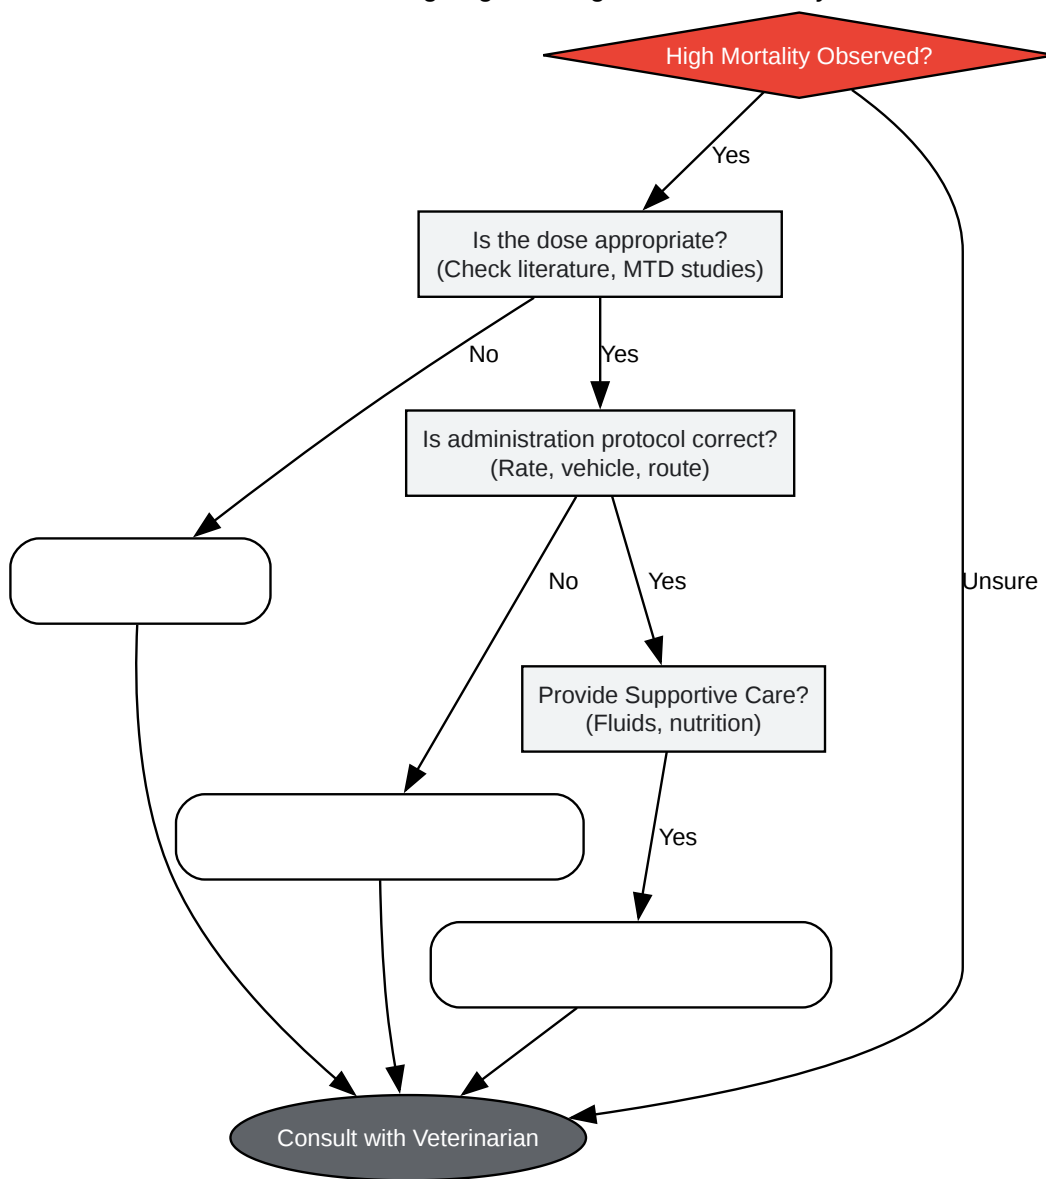 High Mortality Observed?
Yes
Is the dose appropriate?
(Check literature, MTD studies)
No
Yes
Is administration protocol correct?
(Rate, vehicle, route)
No
Yes
Unsure
Provide Supportive Care?
(Fluids, nutrition)
Yes
Consult with Veterinarian